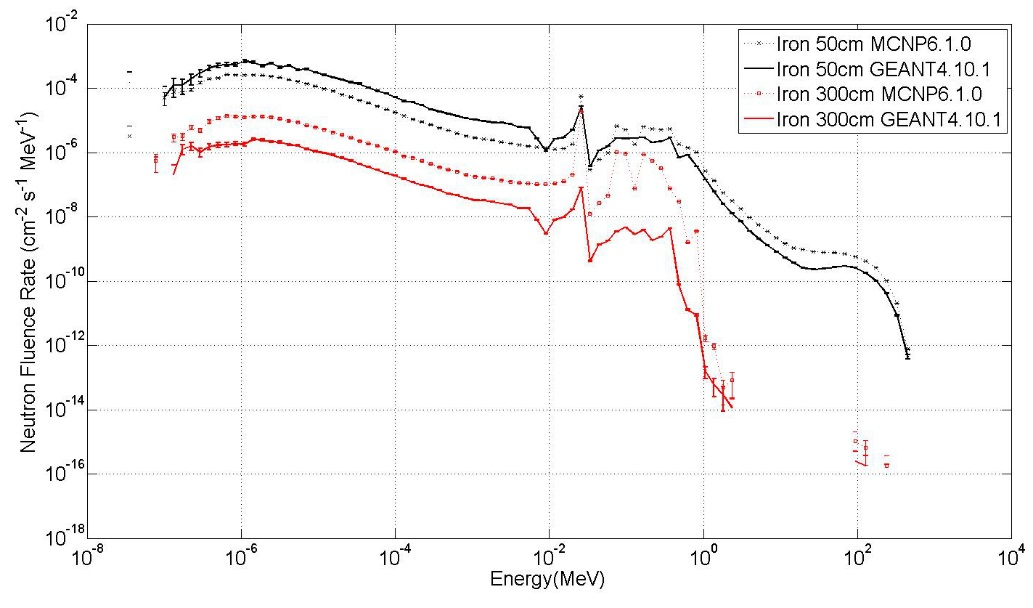 10^-2
10^-4
10^-6
10^-8
10^-10
10^-12
10^-14
10^-16
10^-18
Neutron Fluence Rate (cm^-2 s^-1 MeV^-1)
Iron 50cm MCNP6.1.0
Iron 50cm GEANT4.10.1
Iron 300cm MCNP6.1.0
Iron 300cm GEANT4.10.1
10^-8 10^-6 10^-4 10^-2 10^0 10^2 10^4
Energy(MeV)